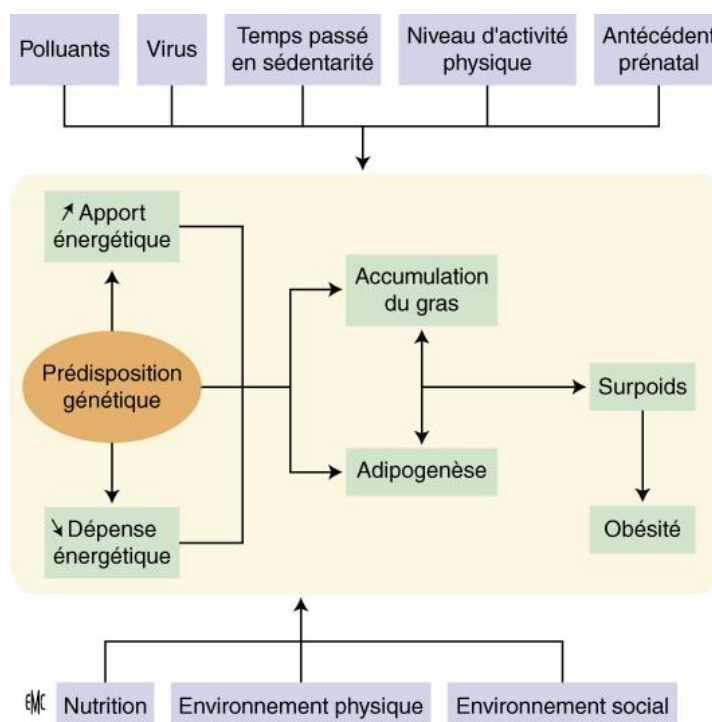 Polluants
Virus
Temps passé
en sédentarité
Niveau d'activité
physique
Antécédent
prénatal
↗ Apport
énergétique
Accumulation
du gras
Prédisposition
génétique
Surpoids
Adipogenèse
↘ Dépense
énergétique
Obésité
EMC
Nutrition
Environnement physique
Environnement social